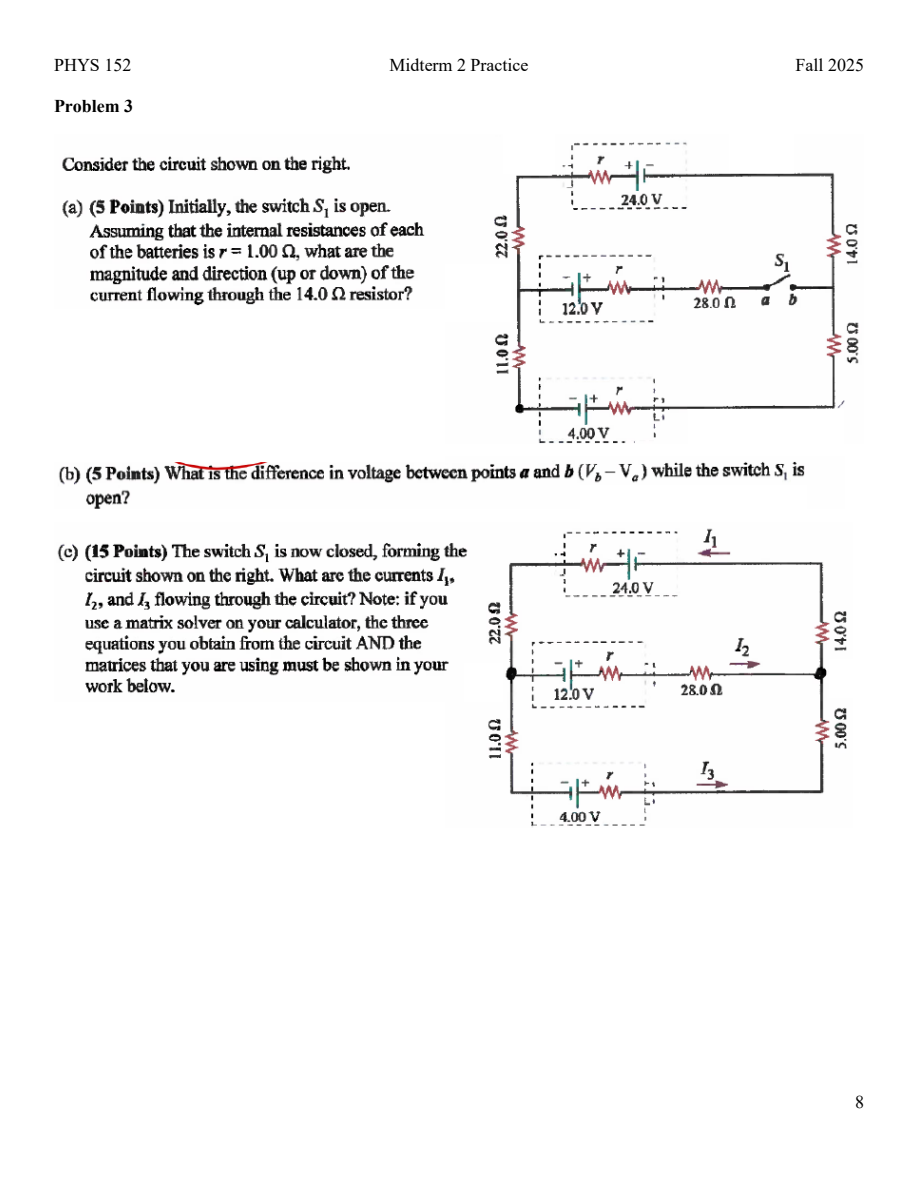 PHYS 152 Midterm 2 Practice Fall 2025
Problem 3
Consider the circuit shown on the right.
(a) (5 Points) Initially, the switch S₁ is open.
Assuming that the internal resistances of each
of the batteries is r = 1.00 Ω, what are the
magnitude and direction (up or down) of the
current flowing through the 14.0 Ω resistor?
r + −
24.0 V
22.0 Ω
14.0 Ω
− + r
12.0 V
28.0 Ω
S₁
a b
11.0 Ω
5.00 Ω
− + r
4.00 V
(b) (5 Points) What is the difference in voltage between points a and b (V_b − V_a) while the switch S₁ is
open?
(c) (15 Points) The switch S₁ is now closed, forming the
circuit shown on the right. What are the currents I₁,
I₂, and I₃ flowing through the circuit? Note: if you
use a matrix solver on your calculator, the three
equations you obtain from the circuit AND the
matrices that you are using must be shown in your
work below.
r + −
24.0 V
I₁
22.0 Ω
14.0 Ω
− + r
12.0 V
28.0 Ω
I₂
11.0 Ω
5.00 Ω
− + r
4.00 V
I₃
8